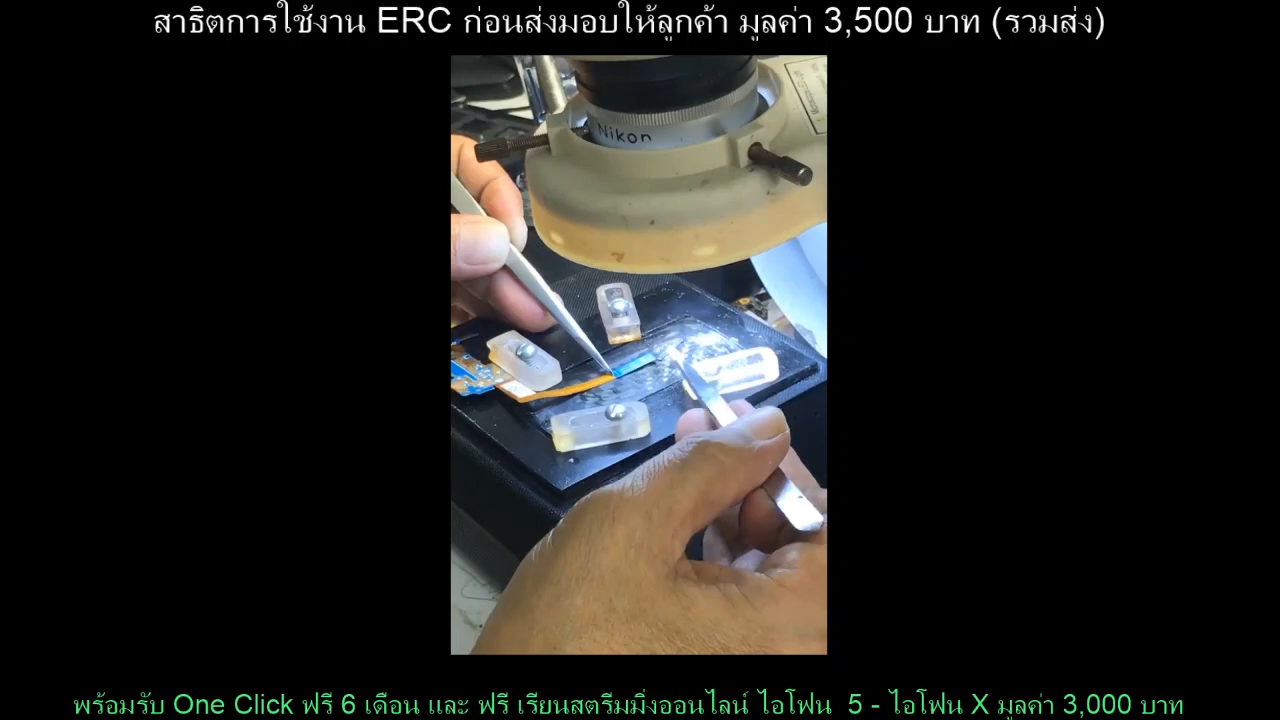 สาธิตการใช้งาน ERC ก่อนส่งมอบให้ลูกค้า มูลค่า 3,500 บาท (รวมส่ง)
Nikon
พร้อมรับ One Click ฟรี 6 เดือน และ ฟรี เรียนสตรีมมิ่งออนไลน์ ไอโฟน 5 - ไอโฟน X มูลค่า 3,000 บาท